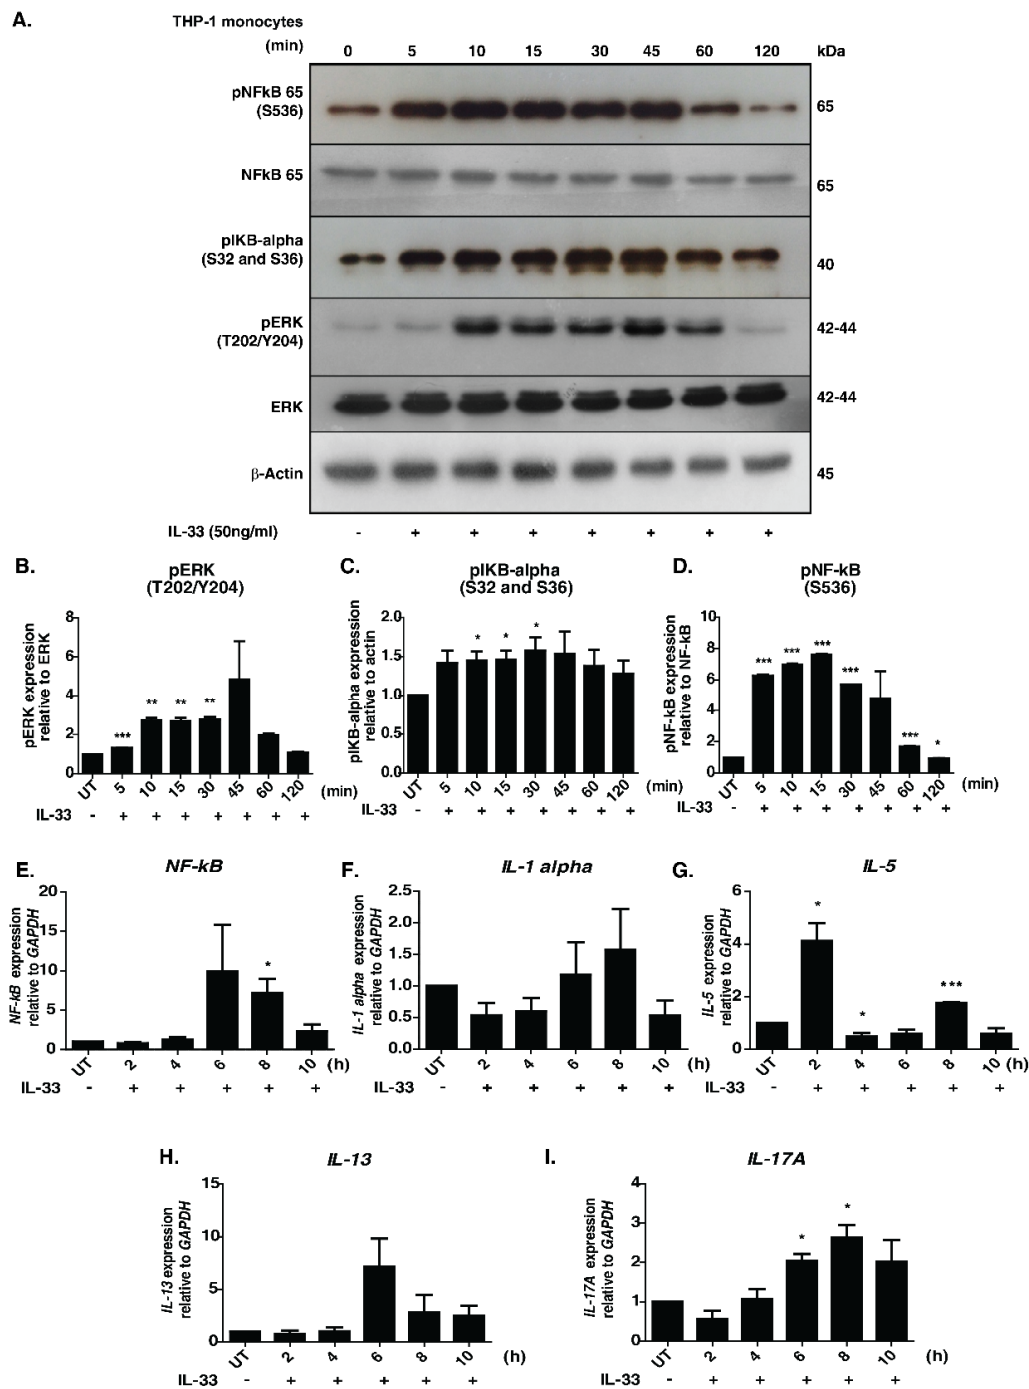 A.
THP-1 monocytes
(min) 0 5 10 15 30 45 60 120 kDa
pNFkB 65
(S536)
65
NFkB 65
65
pIKB-alpha
(S32 and S36)
40
pERK
(T202/Y204)
42-44
ERK
42-44
β-Actin
45
IL-33 (50ng/ml) - + + + + + + +
B.
pERK
(T202/Y204)
pERK expression
relative to ERK
8
6
4
2
0
*** ** ** **
UT 5 10 15 30 45 60 120 (min)
IL-33 - + + + + + + +
C.
pIKB-alpha
(S32 and S36)
pIKB-alpha expression
relative to actin
2.0
1.5
1.0
0.5
0.0
* * *
UT 5 10 15 30 45 60 120 (min)
IL-33 - + + + + + + +
D.
pNF-kB
(S536)
pNF-kB expression
relative to NF-kB
10
8
6
4
2
0
*** *** *** *** *** *
UT 5 10 15 30 45 60 120 (min)
IL-33 - + + + + + + +
E.
NF-kB
NF-kB expression
relative to GAPDH
20
15
10
5
0
*
UT 2 4 6 8 10 (h)
IL-33 - + + + + +
F.
IL-1 alpha
IL-1 alpha expression
relative to GAPDH
2.5
2.0
1.5
1.0
0.5
0.0
UT 2 4 6 8 10 (h)
IL-33 - + + + + +
G.
IL-5
IL-5 expression
relative to GAPDH
6
4
2
0
* * ***
UT 2 4 6 8 10 (h)
IL-33 - + + + + +
H.
IL-13
IL-13 expression
relative to GAPDH
15
10
5
0
UT 2 4 6 8 10 (h)
IL-33 - + + + + +
I.
IL-17A
IL-17A expression
relative to GAPDH
4
3
2
1
0
* *
UT 2 4 6 8 10 (h)
IL-33 - + + + + +